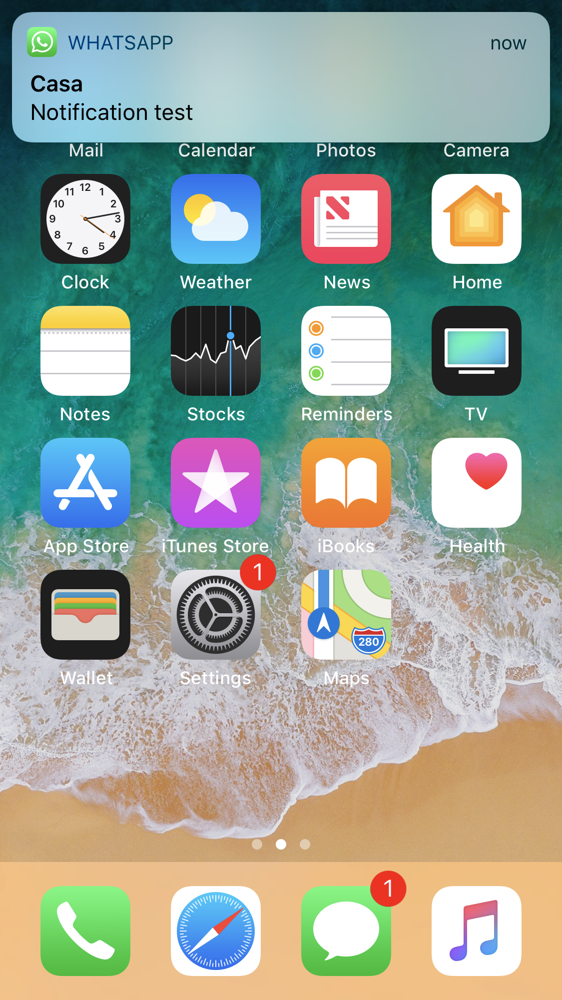 WHATSAPP now
Casa
Notification test
Mail Calendar Photos Camera
12
11 1
10 2
9 3
8 4
7 5
6
Clock Weather News Home
Notes Stocks Reminders TV
App Store iTunes Store iBooks Health
1
280
Wallet Settings Maps
1